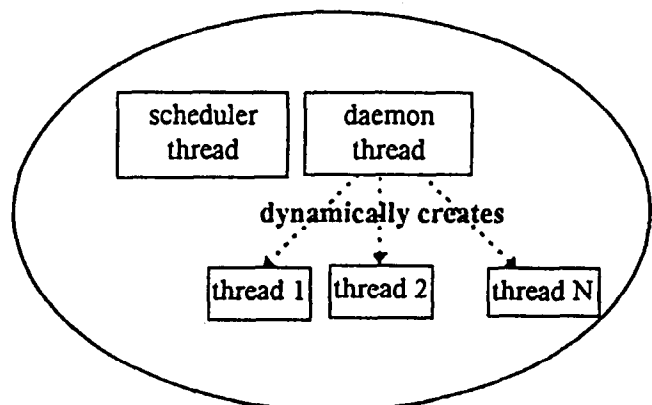 scheduler
thread
daemon
thread
dynamically creates
thread 1
thread 2
thread N